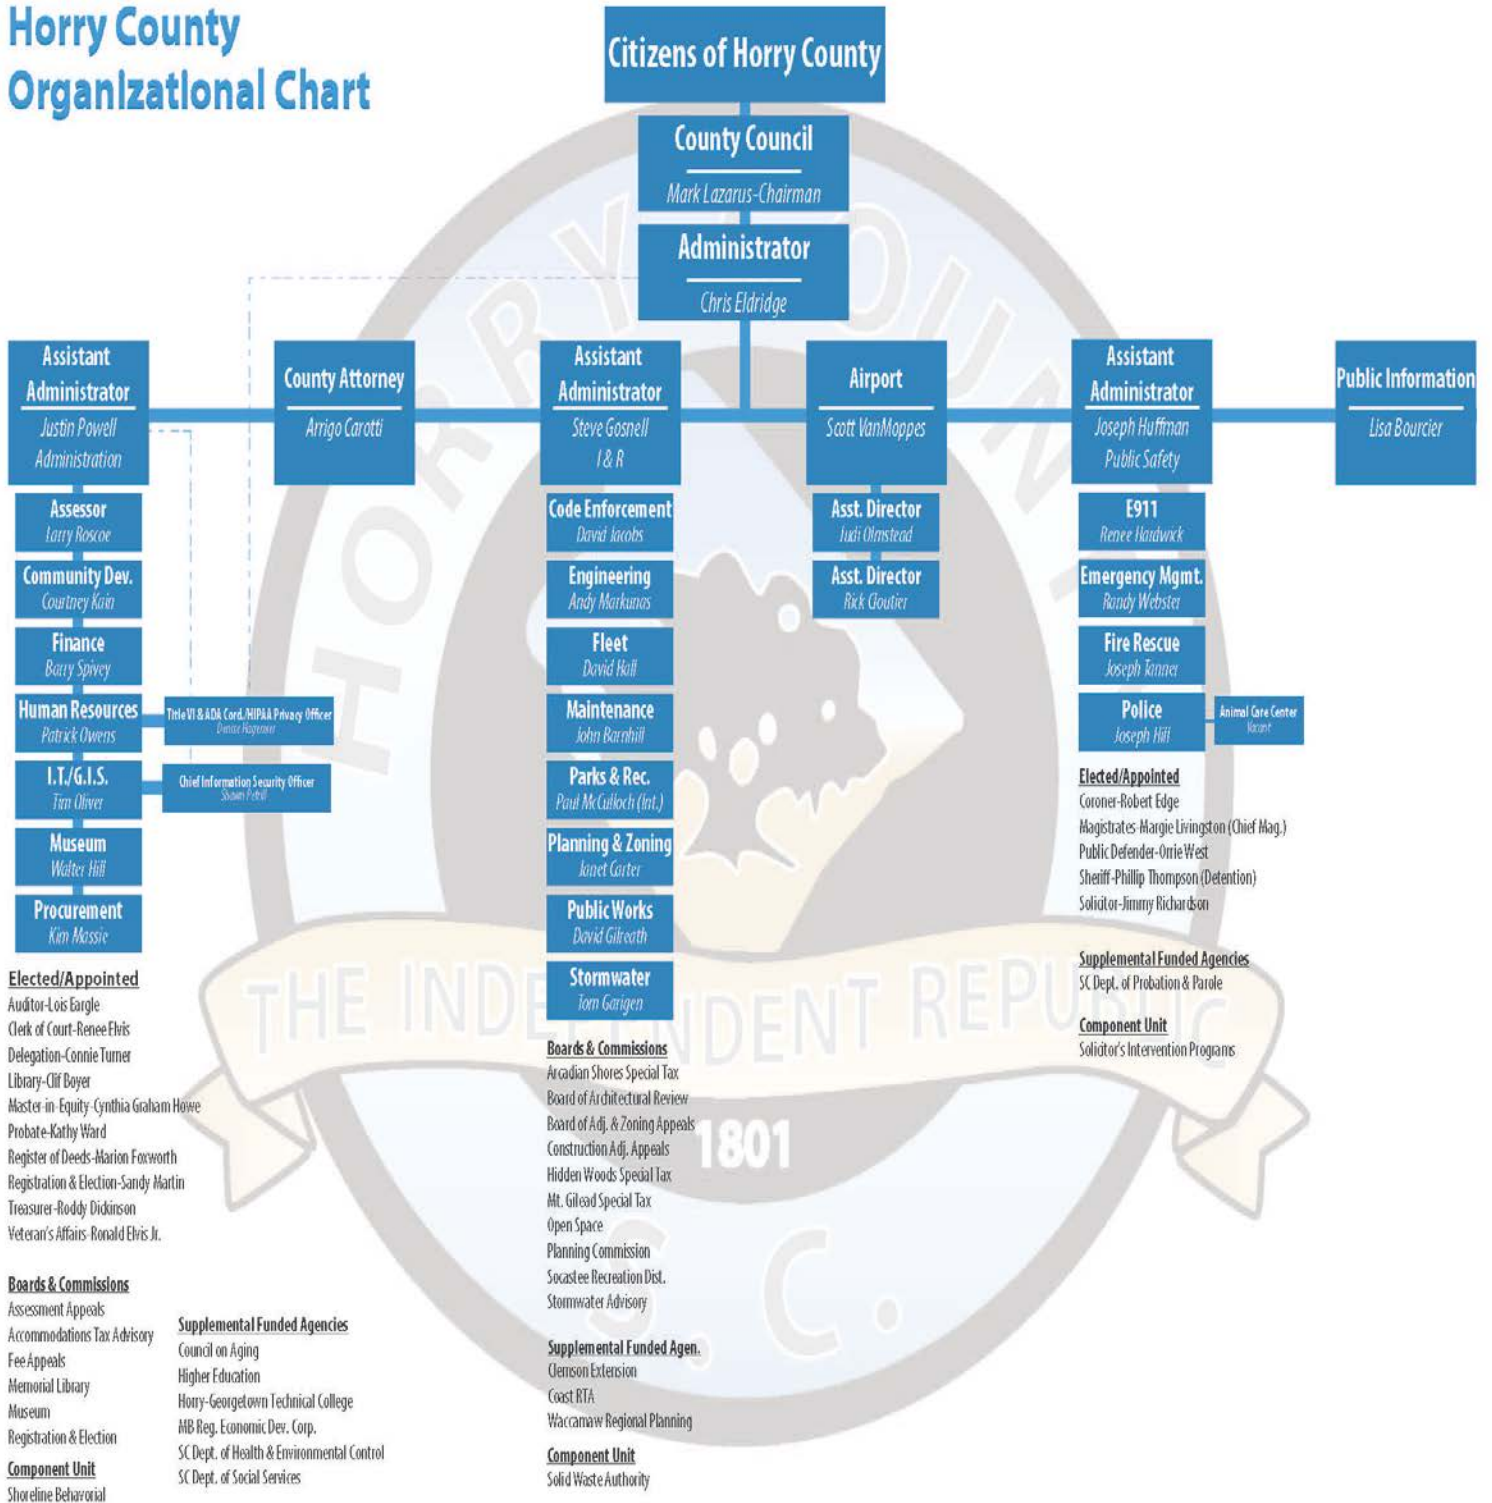 Horry County
Organizational Chart
Citizens of Horry County
County Council
Mark Lazarus-Chairman
Administrator
Chris Eldridge
Assistant
Administrator
Justin Powell
Administration
County Attorney
Arrigo Carotti
Assistant
Administrator
Steve Gosnell
I & R
Airport
Scott VanMoppes
Assistant
Administrator
Joseph Huffman
Public Safety
Public Information
Lisa Bourcier
Assessor
Larry Roscoe
Community Dev.
Courtney Kain
Finance
Barry Spivey
Human Resources
Patrick Owens
Title VI & ADA Cord./HIPAA Privacy Officer
Denise
I.T./G.I.S.
Tim Oliver
Chief Information Security Officer
Shawn Petrill
Museum
Walter Hill
Procurement
Kim Massie
Elected/Appointed
Auditor-Lois Eargle
Clerk of Court-Renee Elvis
Delegation-Connie Turner
Library-Clif Boyer
Master-in-Equity-Cynthia Graham Howe
Probate-Kathy Ward
Register of Deeds-Marion Foxworth
Registration & Election-Sandy Martin
Treasurer-Roddy Dickinson
Veteran's Affairs-Ronald Elvis Jr.
Boards & Commissions
Assessment Appeals
Accommodations Tax Advisory
Fee Appeals
Memorial Library
Museum
Registration & Election
Component Unit
Shoreline Behavorial
Supplemental Funded Agencies
Council on Aging
Higher Education
Horry-Georgetown Technical College
MB Reg. Economic Dev. Corp.
SC Dept. of Health & Environmental Control
SC Dept. of Social Services
Code Enforcement
David Jacobs
Engineering
Andy Markunas
Fleet
David Hall
Maintenance
John Barnhill
Parks & Rec.
Paul McCulloch (Int.)
Planning & Zoning
Janet Carter
Public Works
David Gilreath
Stormwater
Tom Garigen
Boards & Commissions
Arcadian Shores Special Tax
Board of Architectural Review
Board of Adj. & Zoning Appeals
Construction Adj. Appeals
Hidden Woods Special Tax
Mt. Gilead Special Tax
Open Space
Planning Commission
Socastee Recreation Dist.
Stormwater Advisory
Supplemental Funded Agen.
Clemson Extension
Coast RTA
Waccamaw Regional Planning
Component Unit
Solid Waste Authority
Asst. Director
Judi Olmstead
Asst. Director
Rick Cloutier
E911
Renee Hardwick
Emergency Mgmt.
Randy Webster
Fire Rescue
Joseph Tanner
Police
Joseph Hill
Animal Care Center
Vacant
Elected/Appointed
Coroner-Robert Edge
Magistrates-Margie Livingston (Chief Mag.)
Public Defender-Orrie West
Sheriff-Phillip Thompson (Detention)
Solicitor-Jimmy Richardson
Supplemental Funded Agencies
SC Dept. of Probation & Parole
Component Unit
Solicitor's Intervention Programs
HORRY COUNTY
THE INDEPENDENT REPUBLIC
1801
S.C.